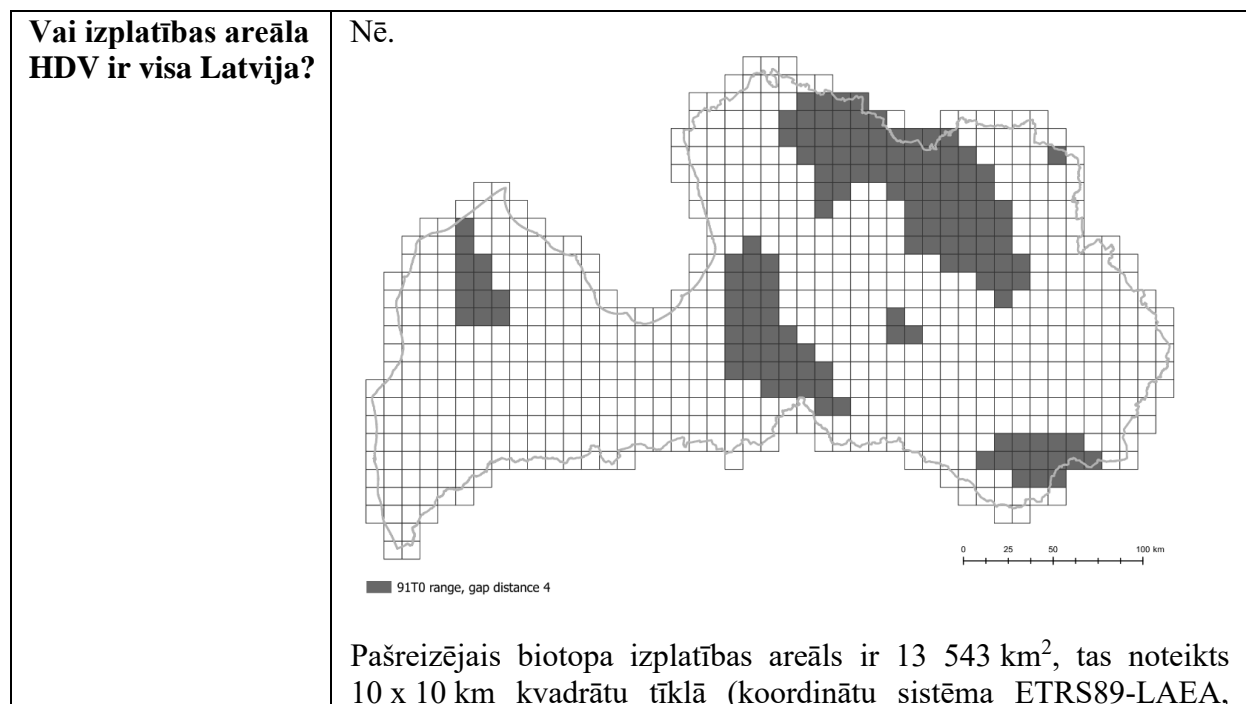 Vai izplatības areāla
HDV ir visa Latvija?
Nē.
0 25 50 100 km
91T0 range, gap distance 4
Pašreizējais biotopa izplatības areāls ir 13 543 km², tas noteikts
10 x 10 km kvadrātu tīklā (koordinātu sistēma ETRS89-LAEA,